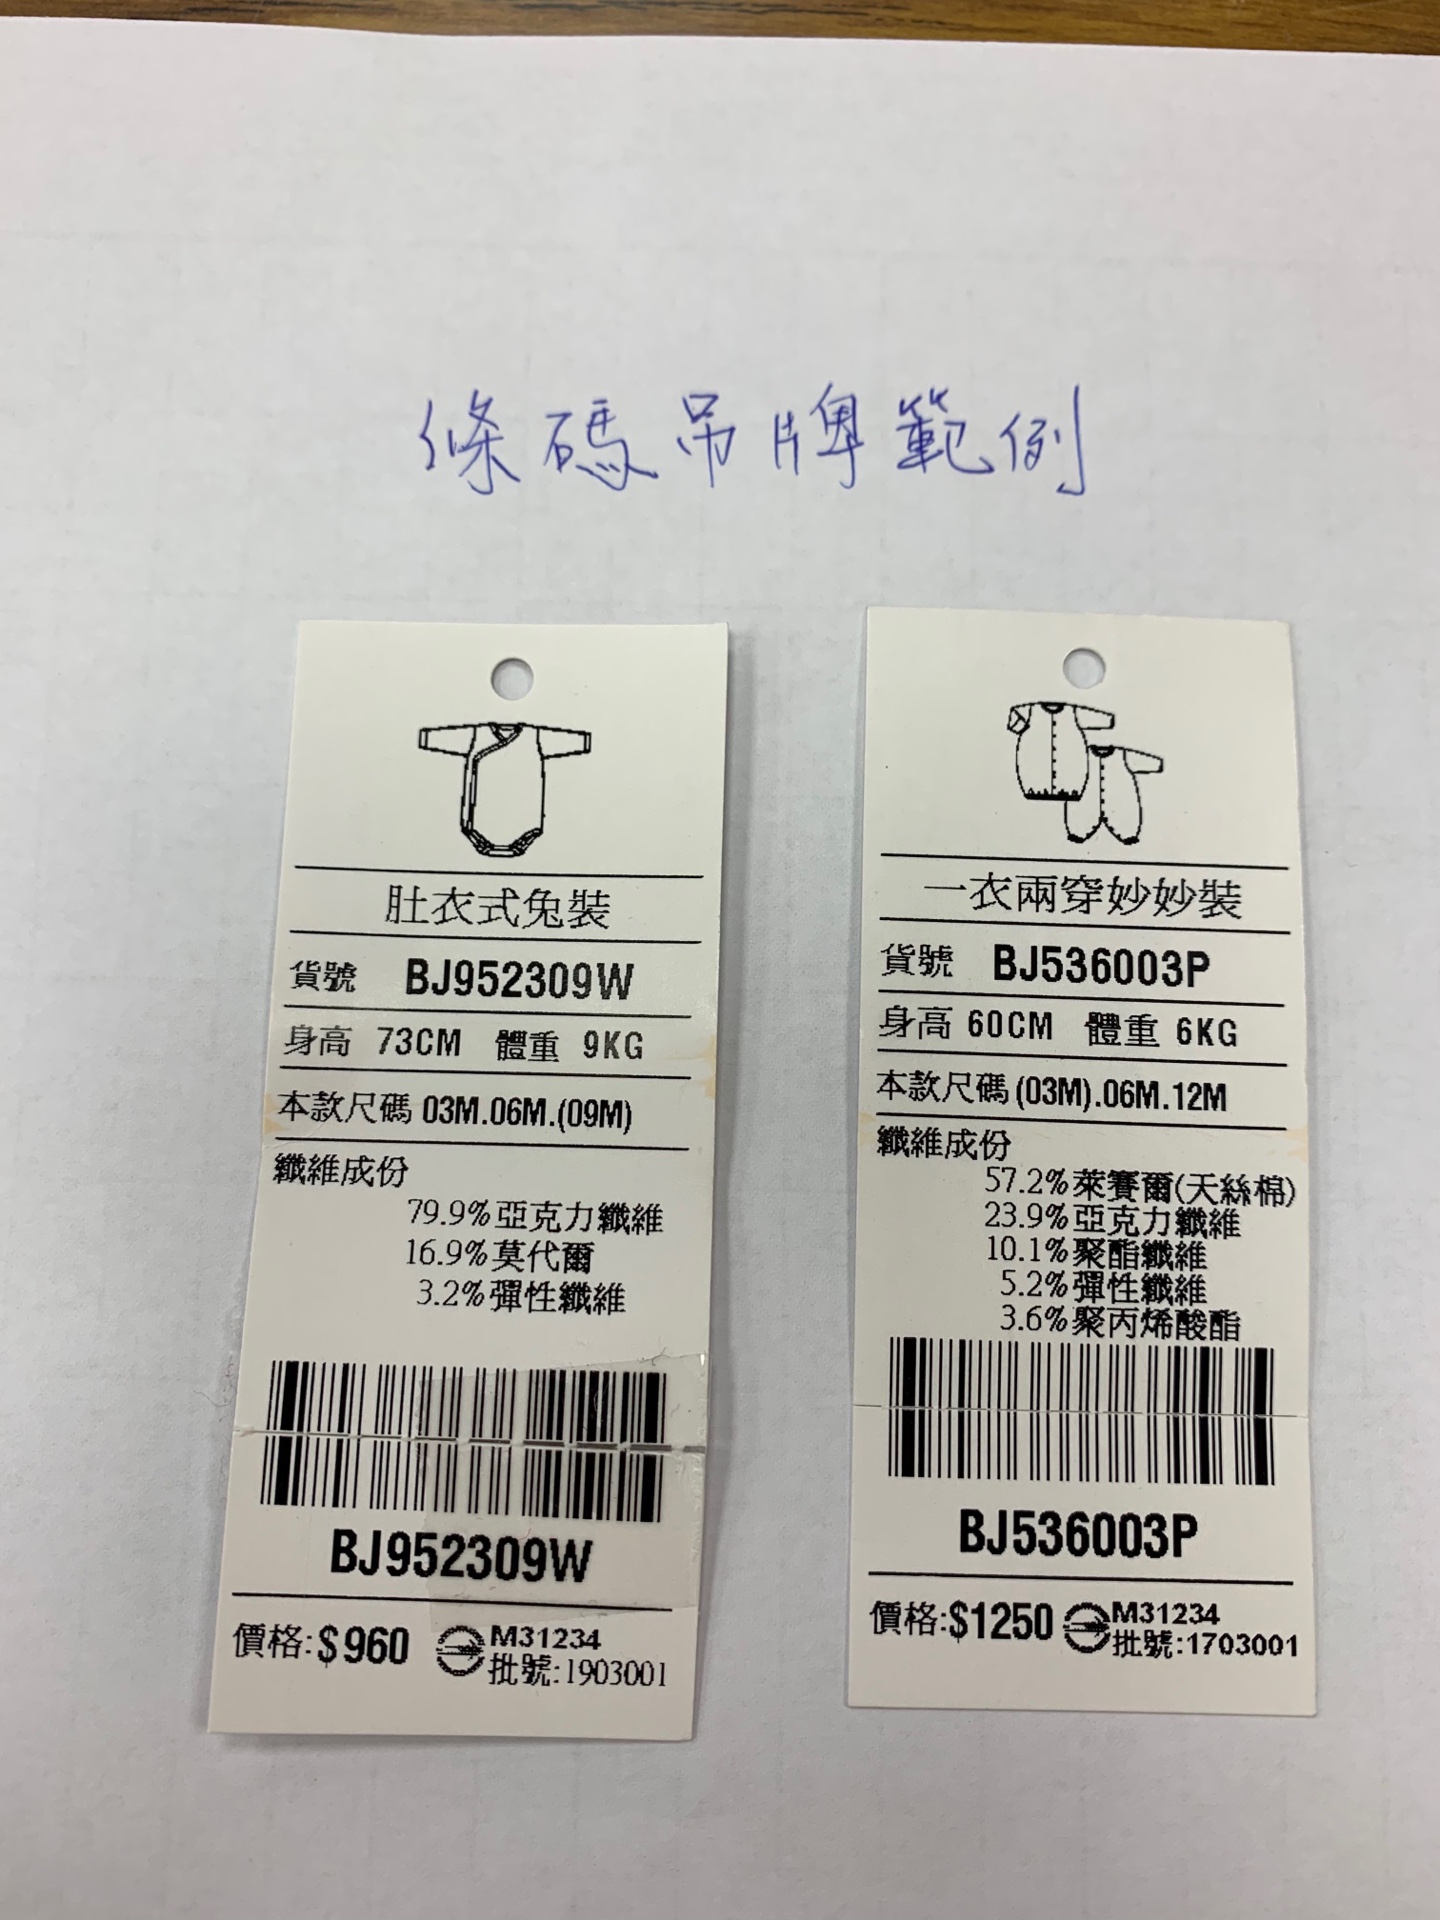 條碼吊牌範例
肚衣式兔裝
貨號 BJ952309W
身高 73CM 體重 9KG
本款尺碼 03M.06M.(09M)
纖維成份
79.9%亞克力纖維
16.9%莫代爾
3.2%彈性纖維
BJ952309W
價格:$960
M31234
批號:1903001
一衣兩穿妙妙裝
貨號 BJ536003P
身高 60CM 體重 6KG
本款尺碼(03M).06M.12M
纖維成份
57.2%萊賽爾(天絲棉)
23.9%亞克力纖維
10.1%聚酯纖維
5.2%彈性纖維
3.6%聚丙烯酸酯
BJ536003P
價格:$1250
M31234
批號:1703001